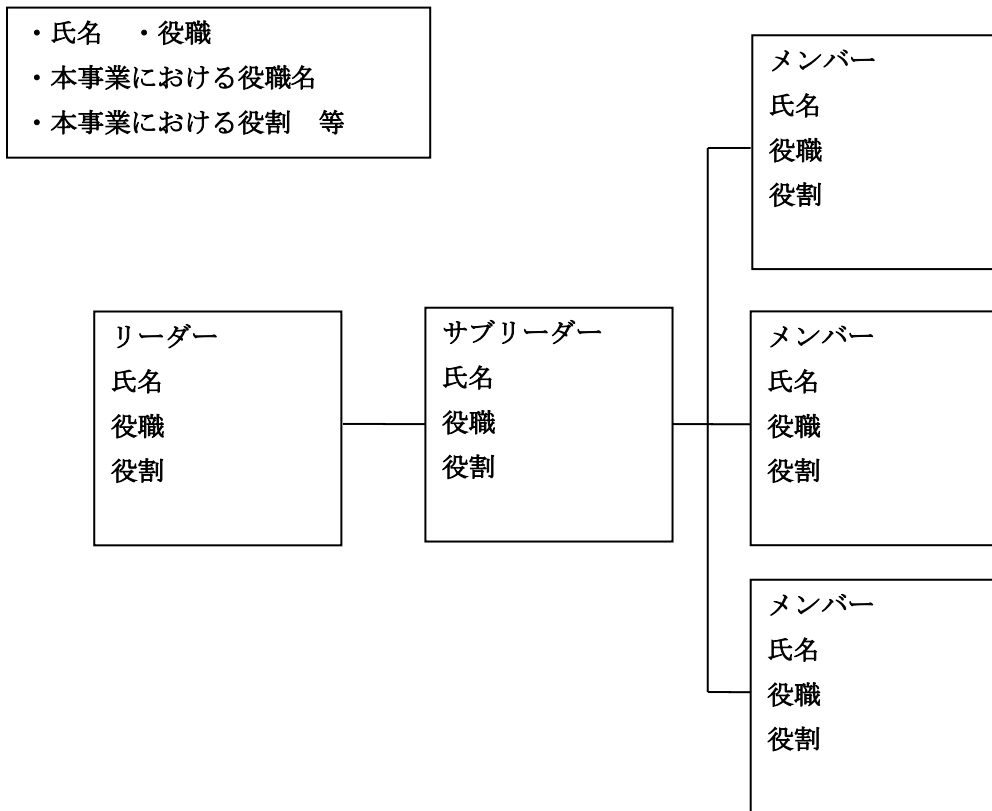 ・氏名　・役職
・本事業における役職名
・本事業における役割　等
メンバー
氏名
役職
役割
リーダー
氏名
役職
役割
サブリーダー
氏名
役職
役割
メンバー
氏名
役職
役割
メンバー
氏名
役職
役割